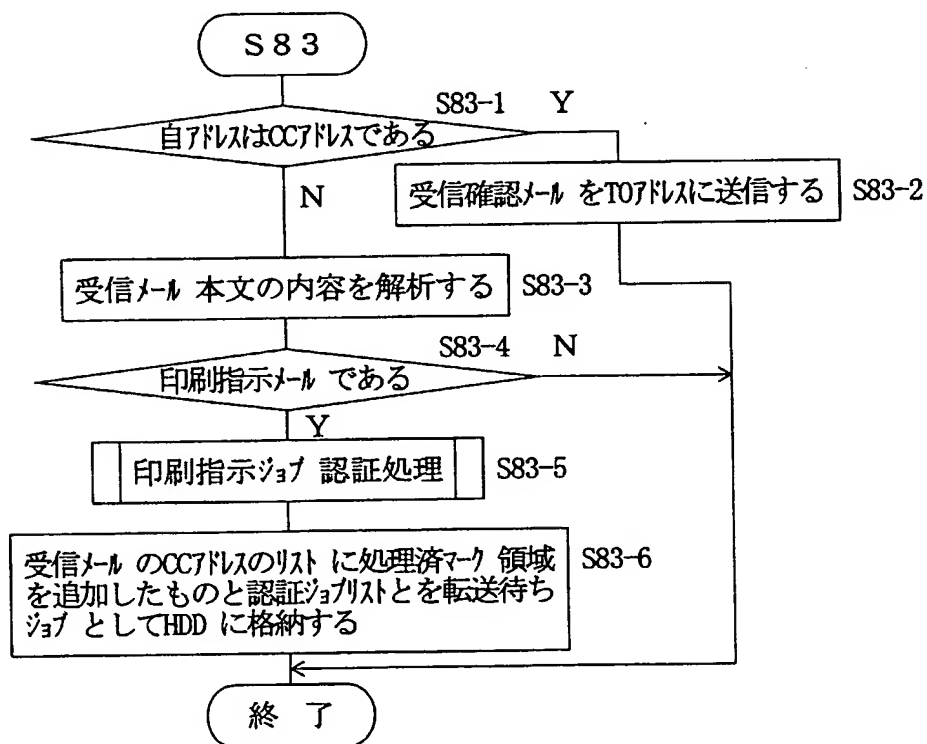 S83
S83-1 Y
自アドレスはCCアドレスである
N
受信確認メール をTOアドレスに送信する S83-2
受信メール 本文の内容を解析する S83-3
S83-4 N
印刷指示メール である
Y
印刷指示ジョブ 認証処理 S83-5
受信メール のCCアドレスのリスト に処理済マーク 領域 S83-6
を追加したものと認証ジョブリストとを転送待ち
ジョブ としてHDD に格納する
終 了